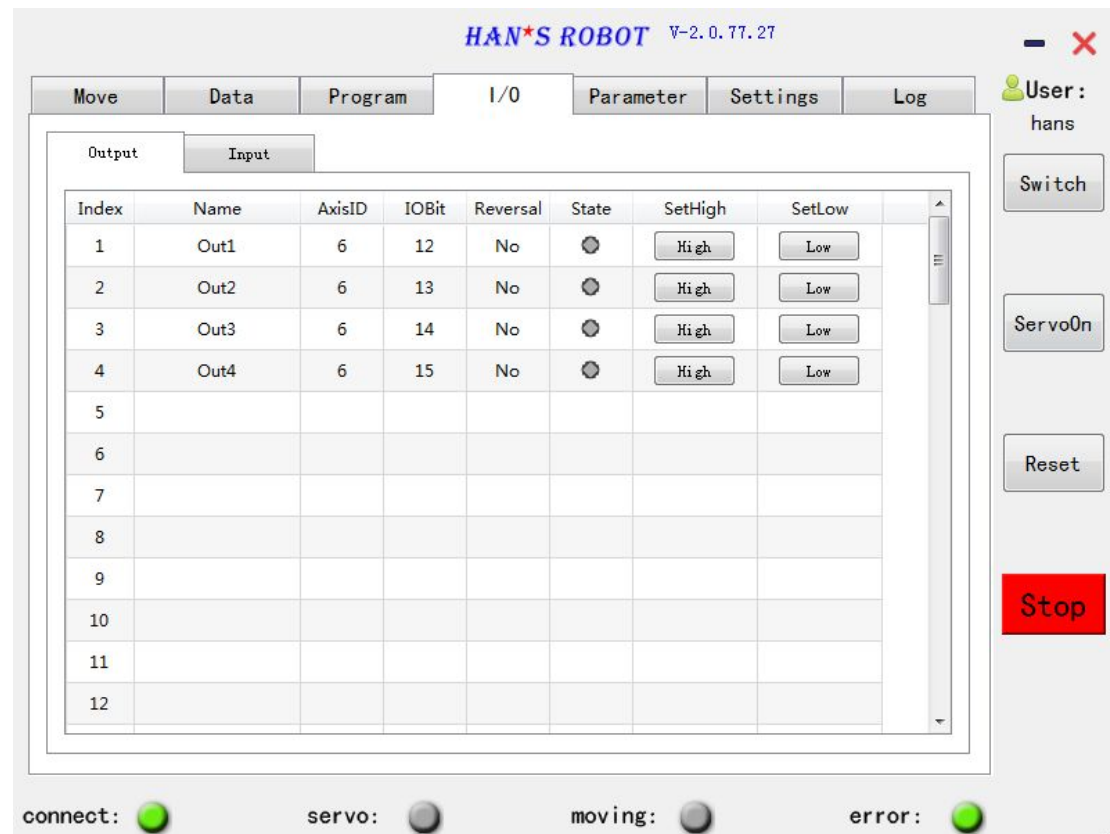 HAN*S ROBOT V-2.0.77.27
Move Data Program I/O Parameter Settings Log
User:
hans
Output Input
Switch
Index Name AxisID IOBit Reversal State SetHigh SetLow
1 Out1 6 12 No High Low
2 Out2 6 13 No High Low
3 Out3 6 14 No High Low
ServoOn
4 Out4 6 15 No High Low
5
6
Reset
7
8
9
10
Stop
11
12
connect: servo: moving: error: